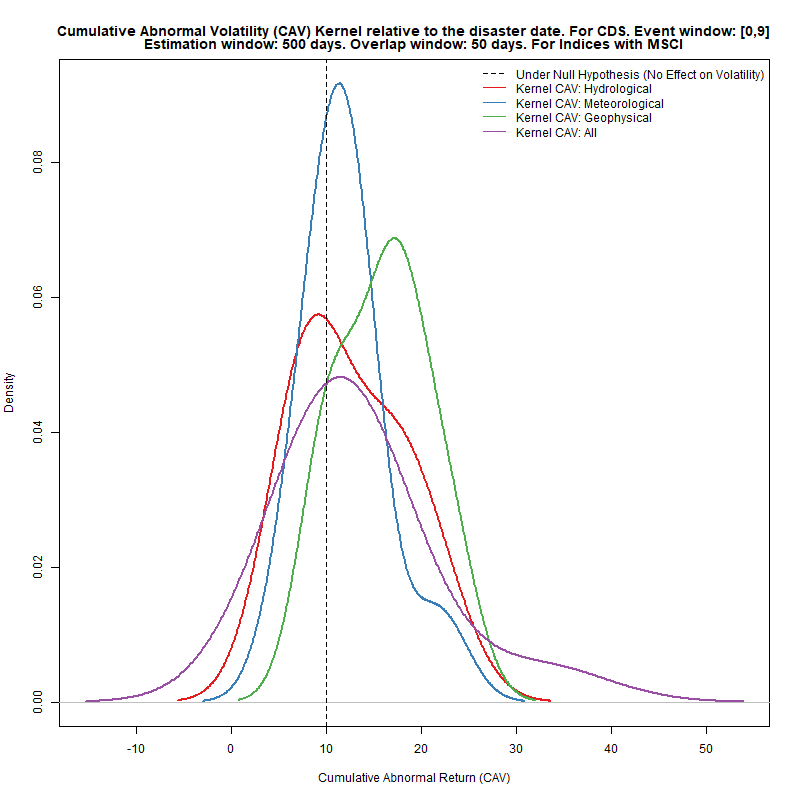 Cumulative Abnormal Volatility (CAV) Kernel relative to the disaster date. For CDS. Event window: [0,9]
Estimation window: 500 days. Overlap window: 50 days. For Indices with MSCI
Under Null Hypothesis (No Effect on Volatility)
Kernel CAV: Hydrological
Kernel CAV: Meteorological
Kernel CAV: Geophysical
Kernel CAV: All
Density
0.08
0.06
0.04
0.02
0.00
-10 0 10 20 30 40 50
Cumulative Abnormal Return (CAV)